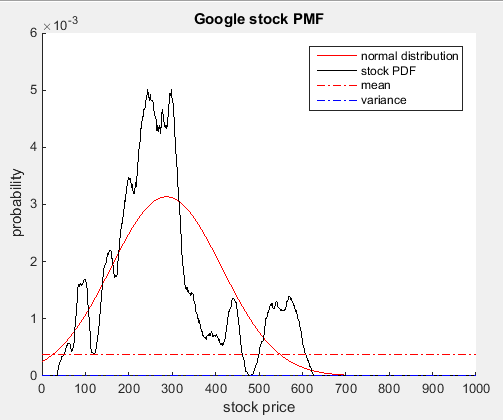 Google stock PMF
×10⁻³
normal distribution
stock PDF
mean
variance
6
5
4
3
2
1
0
probability
0 100 200 300 400 500 600 700 800 900 1000
stock price